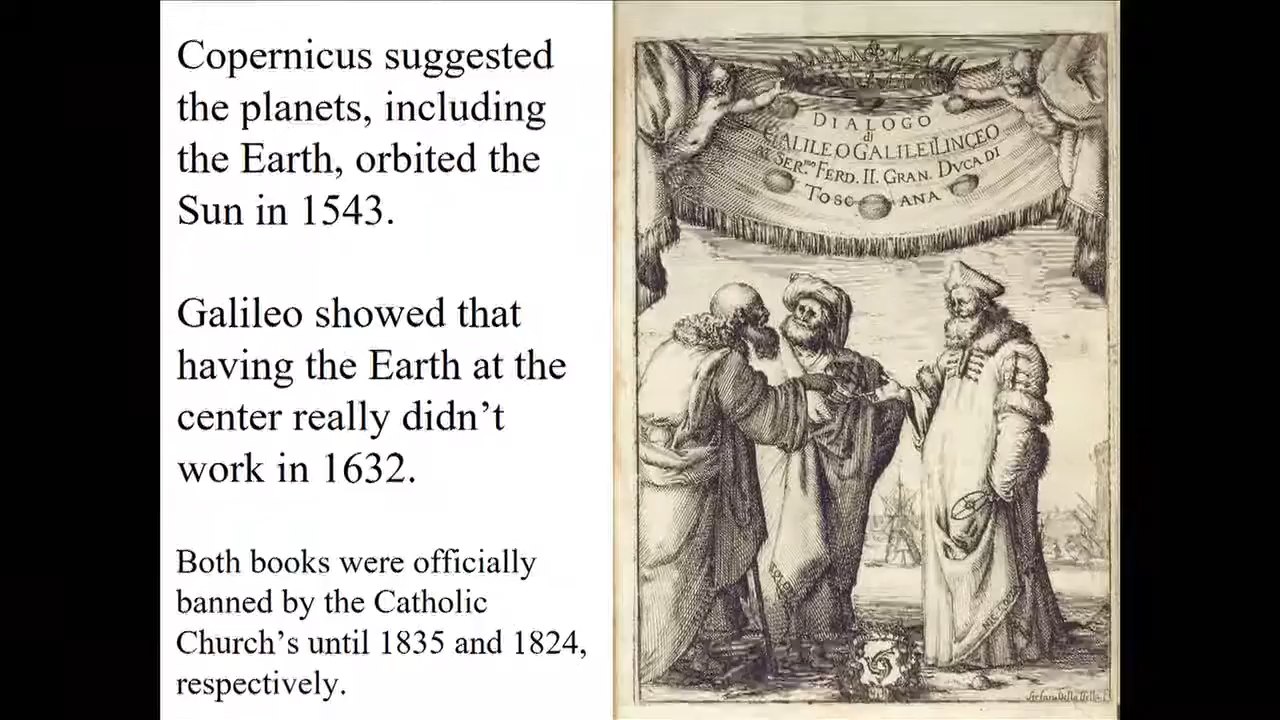 Copernicus suggested
the planets, including
the Earth, orbited the
Sun in 1543.
Galileo showed that
having the Earth at the
center really didn’t
work in 1632.
Both books were officially
banned by the Catholic
Church’s until 1835 and 1824,
respectively.
DIALOGO
di
GALILEO GALILEI LINCEO
AL SER.mo FERD. II. GRAN. DVCA DI
TOSCANA